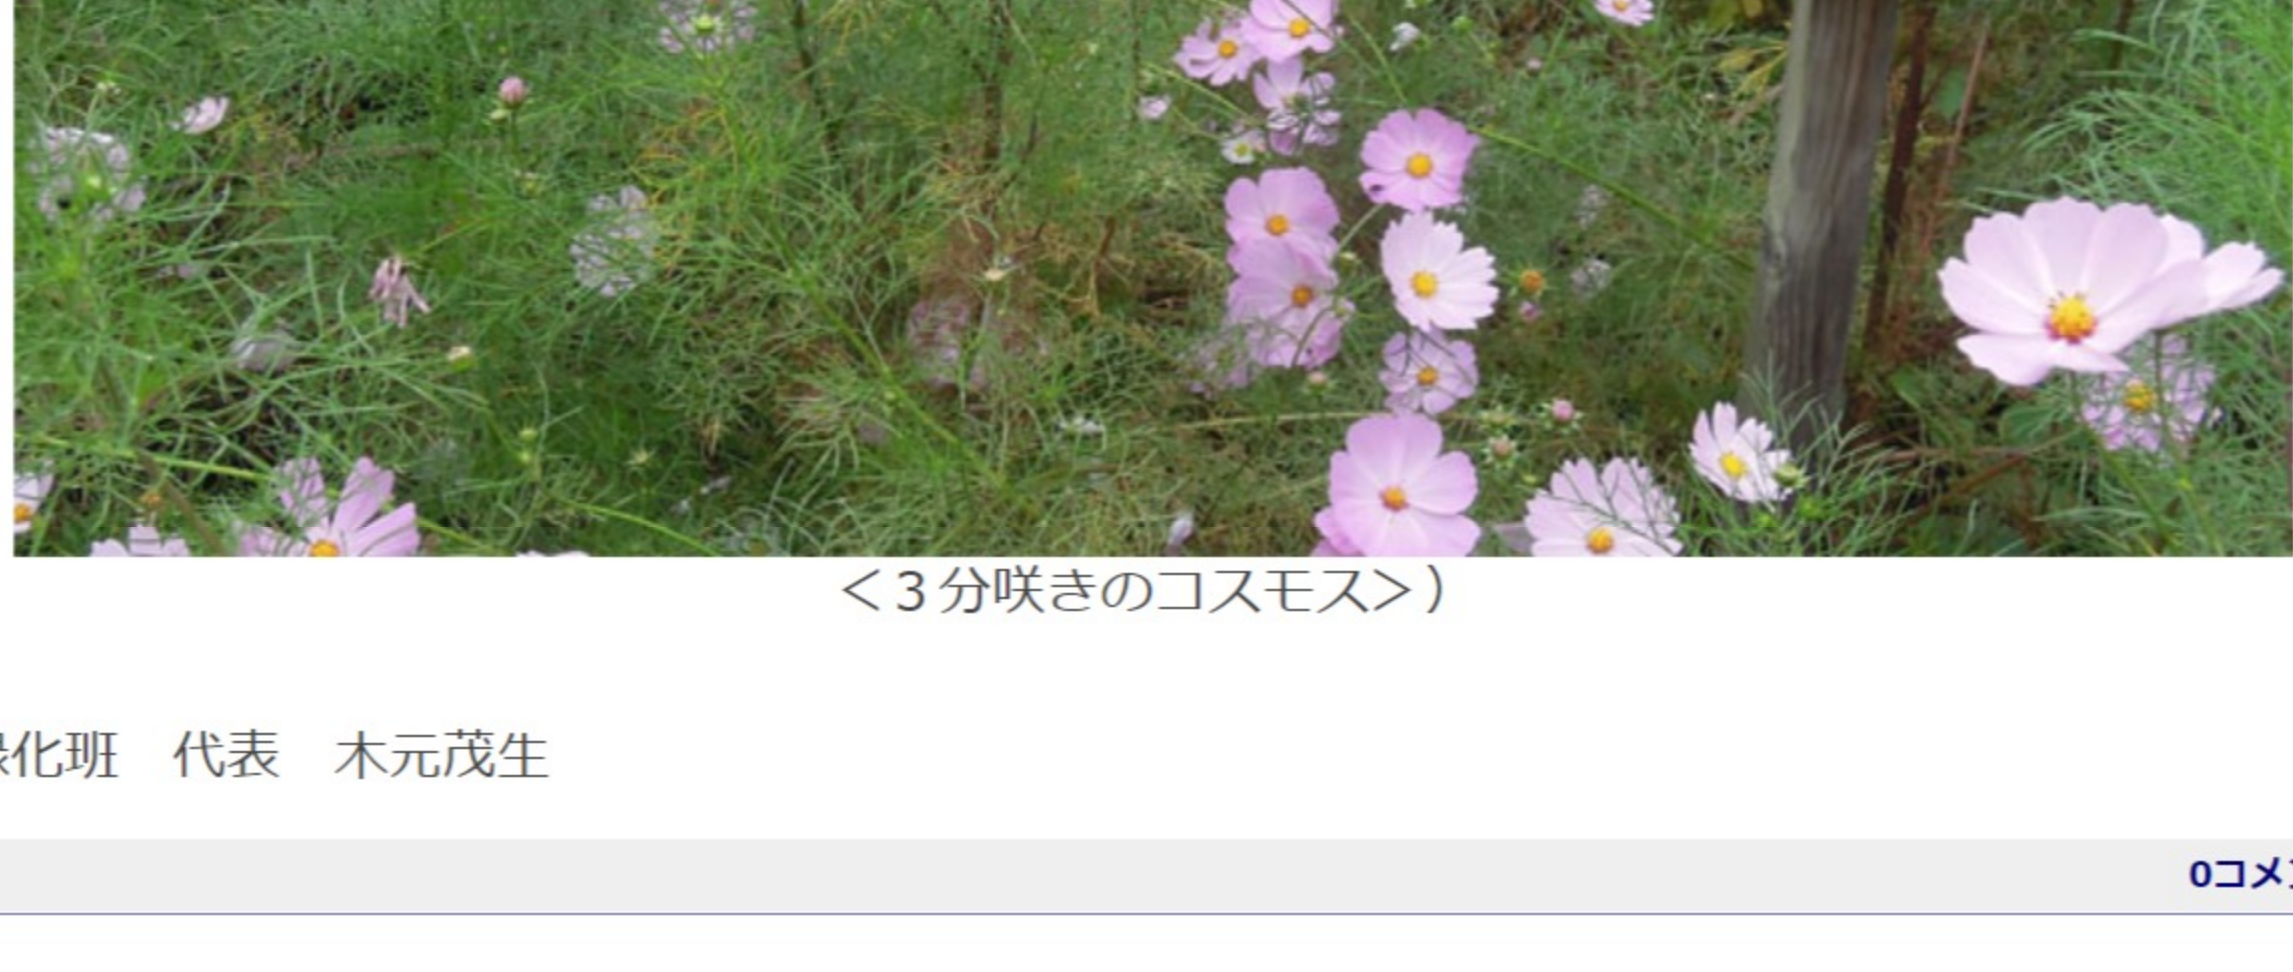 ＜３分咲きのコスモス＞）
化班　代表　木元茂生
0コメ